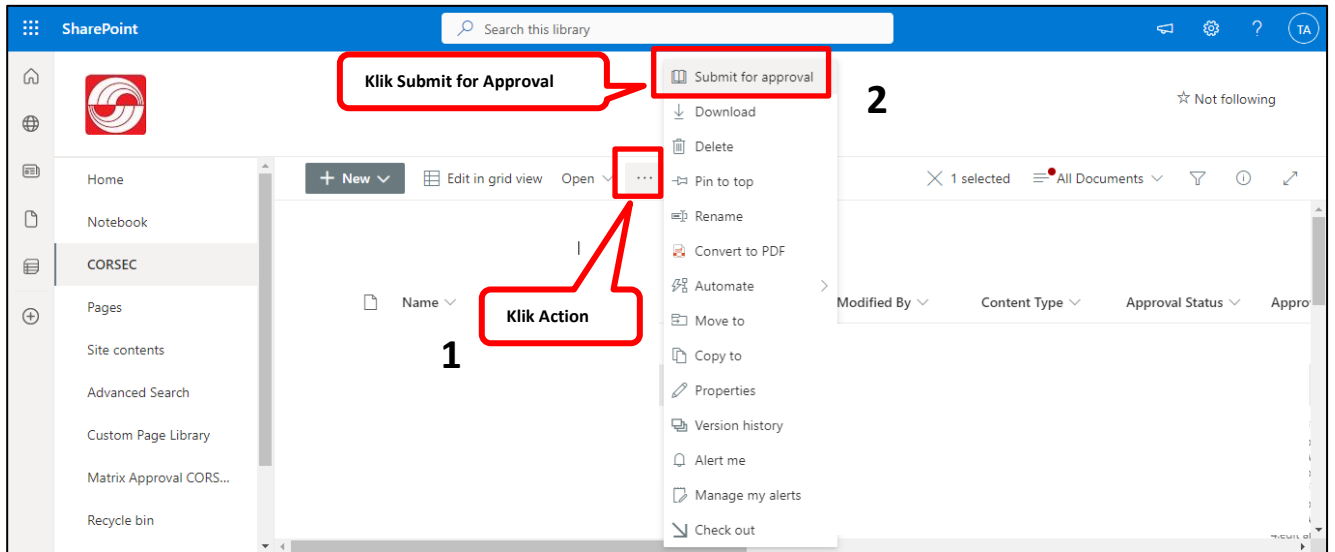 SharePoint
Search this library
TA
Klik Submit for Approval
Submit for approval
2
Not following
Download
Delete
Home
New
Edit in grid view
Open
...
Pin to top
1 selected
All Documents
Notebook
Rename
CORSEC
Convert to PDF
Pages
Name
Klik Action
Automate
Modified By
Content Type
Approval Status
Appro
Move to
Site contents
1
Copy to
Advanced Search
Properties
Custom Page Library
Version history
Matrix Approval CORS...
Alert me
Manage my alerts
Recycle bin
Check out